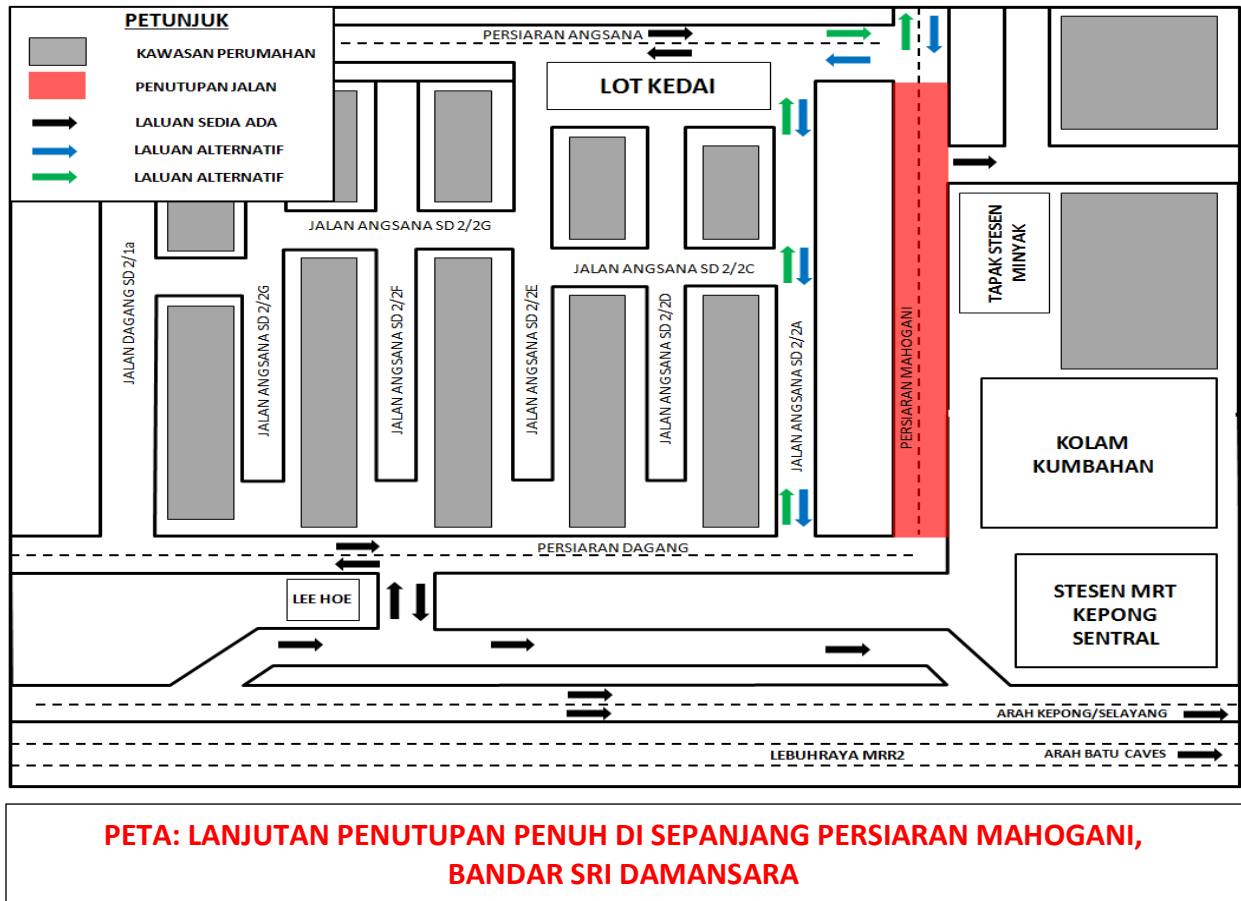 PETUNJUK
KAWASAN PERUMAHAN
PENUTUPAN JALAN
LALUAN SEDIA ADA
LALUAN ALTERNATIF
LALUAN ALTERNATIF
PERSIARAN ANGSANA
LOT KEDAI
JALAN ANGSANA SD 2/2G
JALAN ANGSANA SD 2/2C
JALAN DAGANG SD 2/1a
JALAN ANGSANA SD 2/2G
JALAN ANGSANA SD 2/2F
JALAN ANGSANA SD 2/2E
JALAN ANGSANA SD 2/2D
JALAN ANGSANA SD 2/2A
PERSIARAN MAHOGANI
TAPAK STESEN
MINYAK
KOLAM
KUMBAHAN
PERSIARAN DAGANG
LEE HOE
STESEN MRT
KEPONG
SENTRAL
ARAH KEPONG/SELAYANG
LEBUHRAYA MRR2
ARAH BATU CAVES
PETA: LANJUTAN PENUTUPAN PENUH DI SEPANJANG PERSIARAN MAHOGANI,
BANDAR SRI DAMANSARA